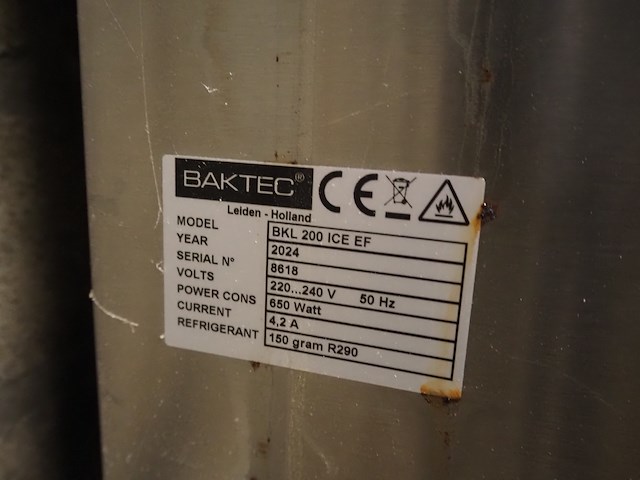 BAKTEC® CE
Leiden - Holland
MODEL BKL 200 ICE EF
YEAR 2024
SERIAL N° 8618
VOLTS 220...240 V 50 Hz
POWER CONS 650 Watt
CURRENT 4,2 A
REFRIGERANT 150 gram R290